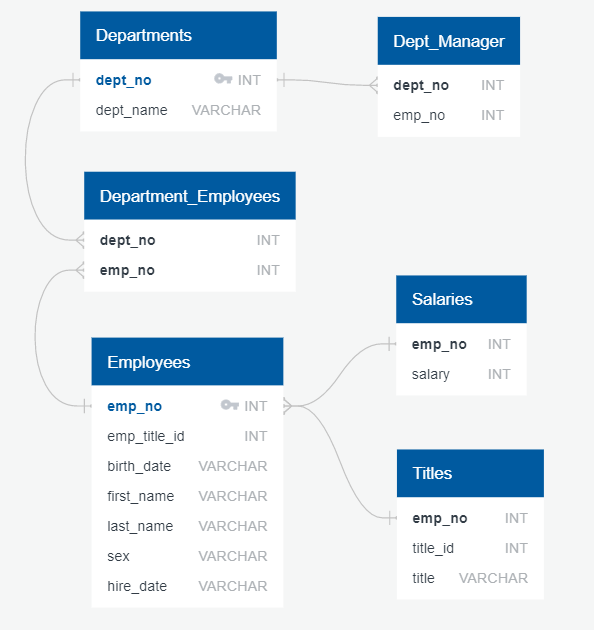 Departments
dept_no INT
dept_name VARCHAR
Dept_Manager
dept_no INT
emp_no INT
Department_Employees
dept_no INT
emp_no INT
Salaries
emp_no INT
salary INT
Employees
emp_no INT
emp_title_id INT
birth_date VARCHAR
first_name VARCHAR
last_name VARCHAR
sex VARCHAR
hire_date VARCHAR
Titles
emp_no INT
title_id INT
title VARCHAR